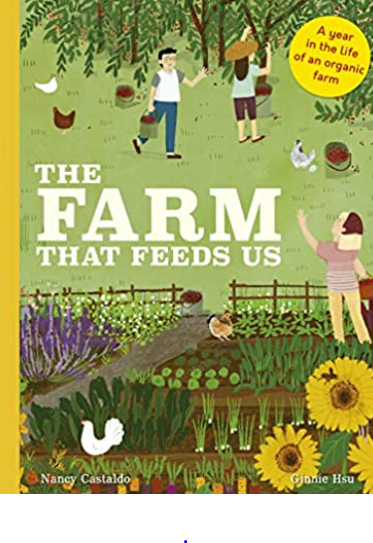 A year
in the life
of an organic
farm
THE
FARM
THAT FEEDS US
Nancy Castaldo
Ginnie Hsu